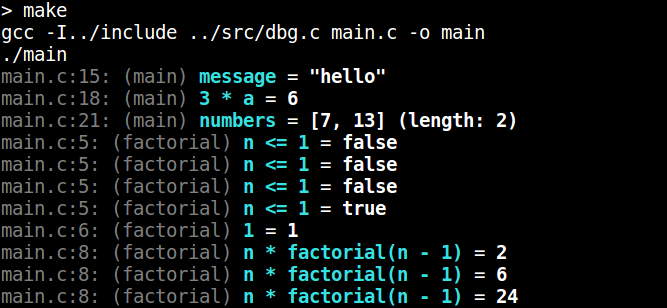 > make
gcc -I../include ../src/dbg.c main.c -o main
./main
main.c:15: (main) message = "hello"
main.c:18: (main) 3 * a = 6
main.c:21: (main) numbers = [7, 13] (length: 2)
main.c:5: (factorial) n <= 1 = false
main.c:5: (factorial) n <= 1 = false
main.c:5: (factorial) n <= 1 = false
main.c:5: (factorial) n <= 1 = true
main.c:6: (factorial) 1 = 1
main.c:8: (factorial) n * factorial(n - 1) = 2
main.c:8: (factorial) n * factorial(n - 1) = 6
main.c:8: (factorial) n * factorial(n - 1) = 24